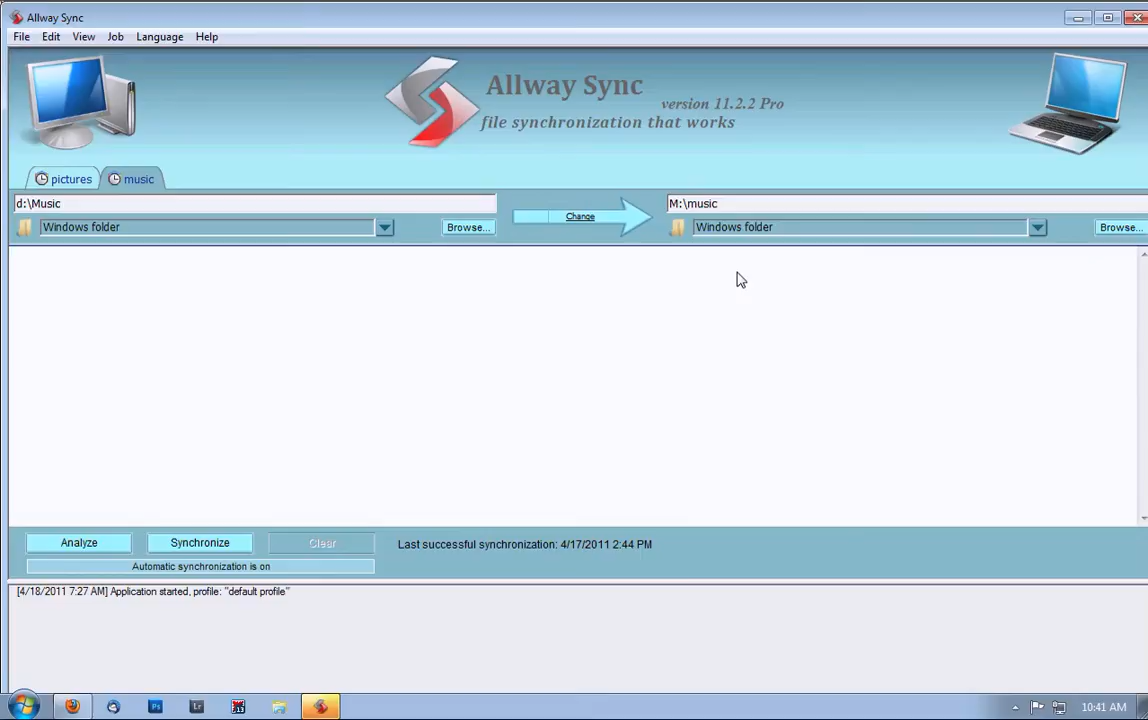 Allway Sync
File Edit View Job Language Help
Allway Sync
version 11.2.2 Pro
file synchronization that works
pictures music
d:\Music Change M:\music
Windows folder Browse... Windows folder Browse...
Analyze Synchronize Clear Last successful synchronization: 4/17/2011 2:44 PM
Automatic synchronization is on
[4/18/2011 7:27 AM] Application started, profile: "default profile"
Ps Lr 10:41 AM